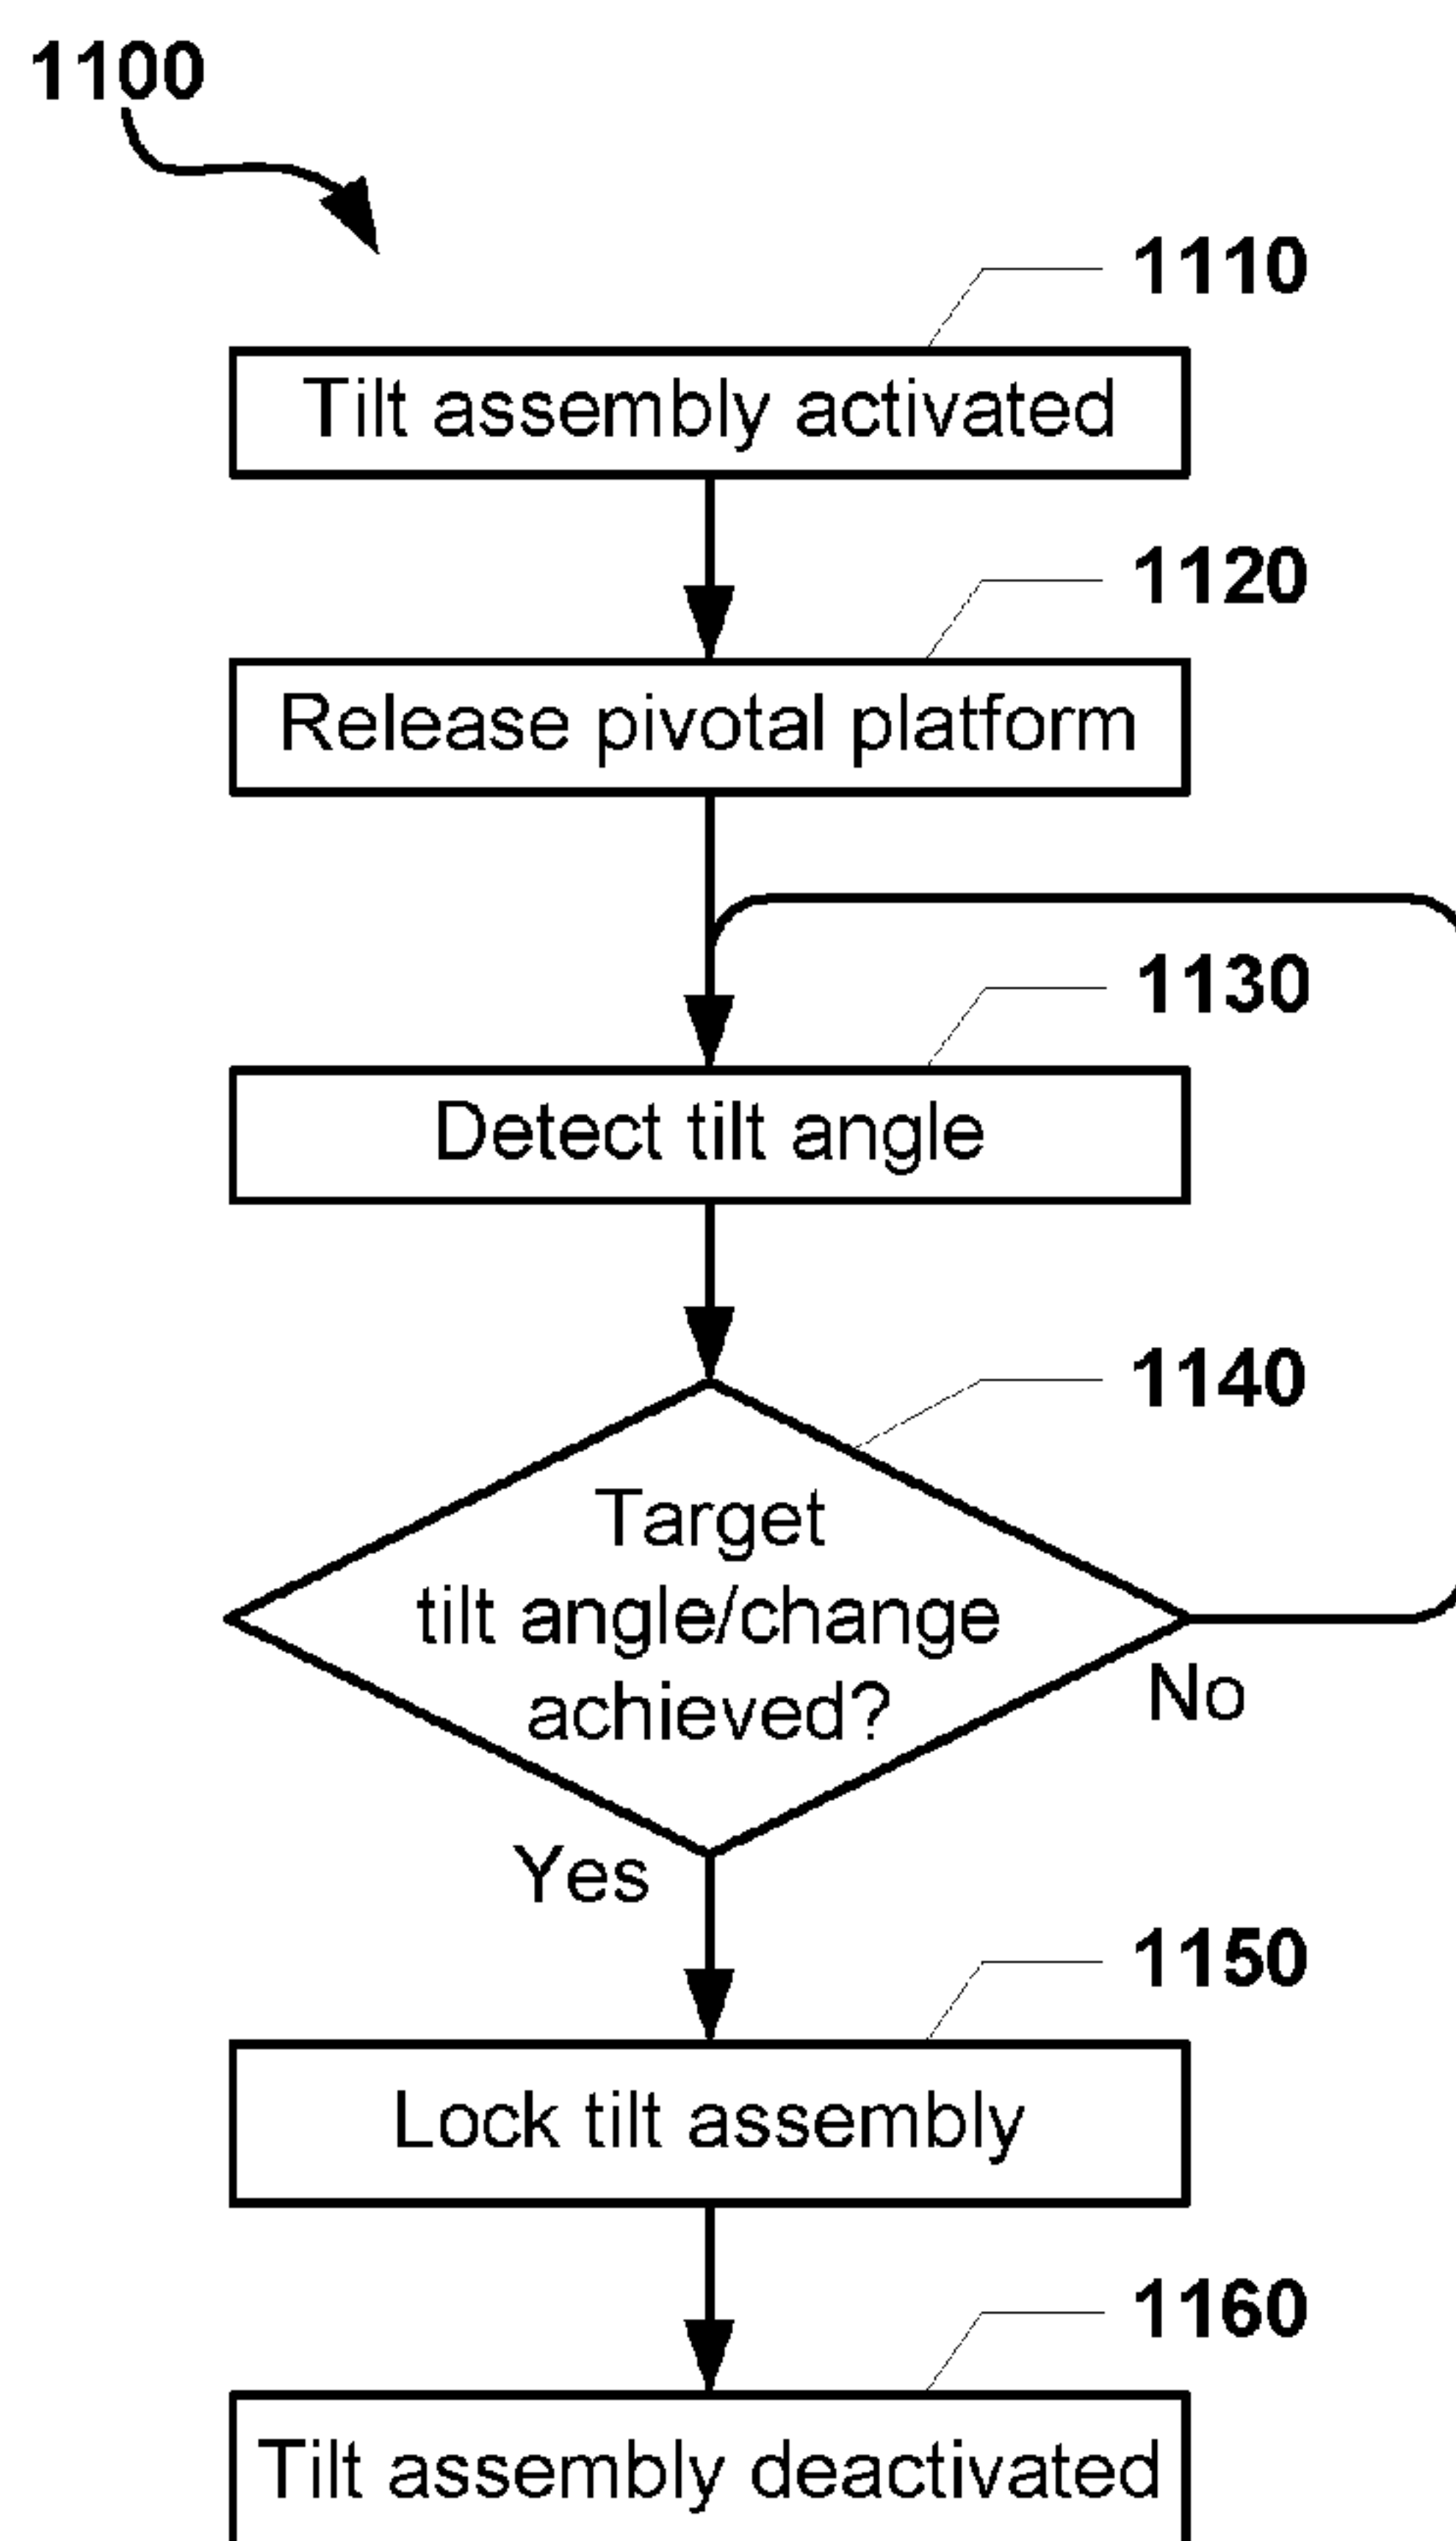 1100
1110
Tilt assembly activated
1120
Release pivotal platform
1130
Detect tilt angle
1140
Target
tilt angle/change
achieved?
No
Yes
1150
Lock tilt assembly
1160
Tilt assembly deactivated